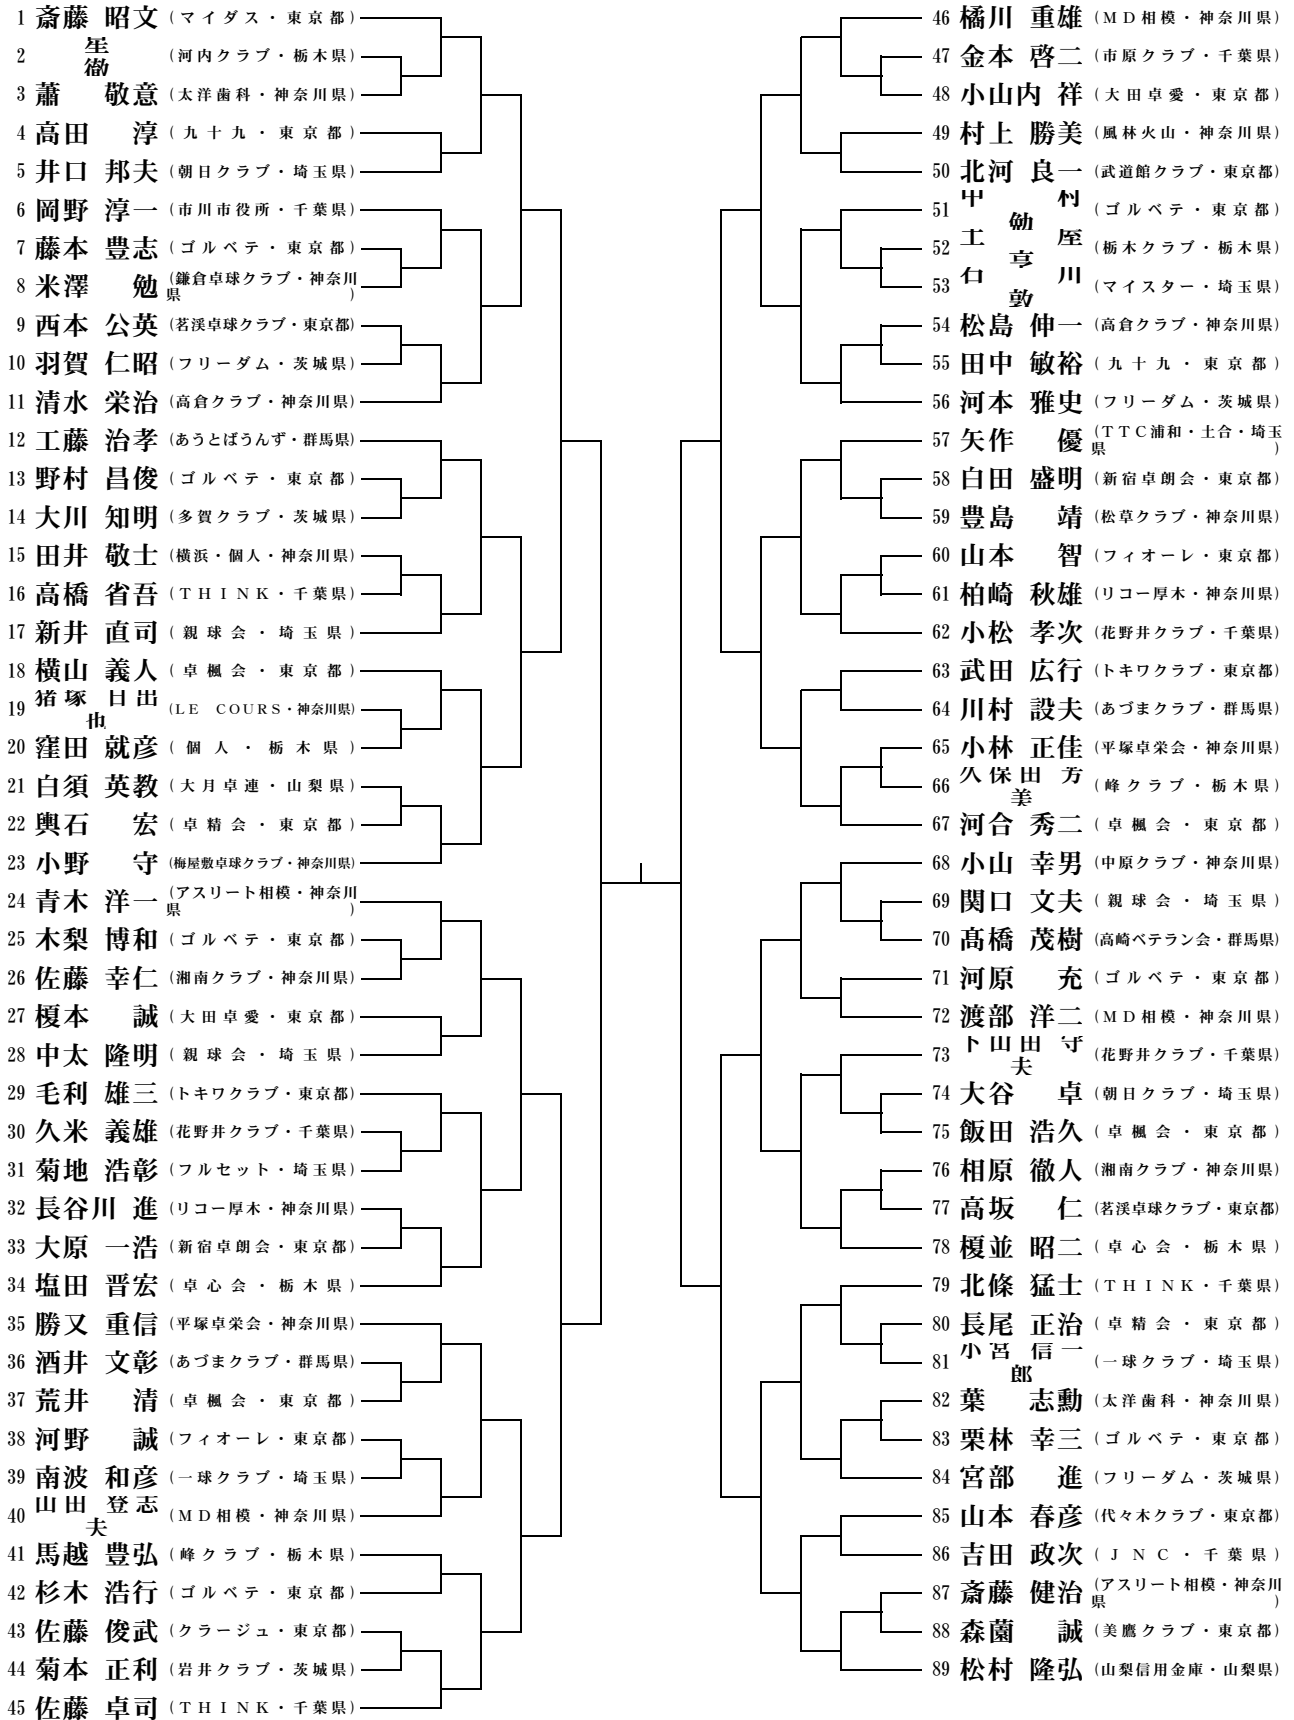 1 斎藤 昭文 (マイダス・東京都)
2 星 徹 (河内クラブ・栃木県)
3 蕭 敬意 (太洋歯科・神奈川県)
4 高田 淳 (九十九・東京都)
5 井口 邦夫 (朝日クラブ・埼玉県)
6 岡野 淳一 (市川市役所・千葉県)
7 藤本 豊志 (ゴルベテ・東京都)
8 米澤 勉 (鎌倉卓球クラブ・神奈川県)
9 西本 公英 (茗渓卓球クラブ・東京都)
10 羽賀 仁昭 (フリーダム・茨城県)
11 清水 栄治 (高倉クラブ・神奈川県)
12 工藤 治孝 (あうとばうんず・群馬県)
13 野村 昌俊 (ゴルベテ・東京都)
14 大川 知明 (多賀クラブ・茨城県)
15 田井 敬士 (横浜・個人・神奈川県)
16 高橋 省吾 (ＴＨＩＮＫ・千葉県)
17 新井 直司 (親球会・埼玉県)
18 横山 義人 (卓楓会・東京都)
19 猪塚 日出也 (ＬＥ　ＣＯＵＲＳ・神奈川県)
20 窪田 就彦 (個人・栃木県)
21 白須 英教 (大月卓連・山梨県)
22 輿石 宏 (卓精会・東京都)
23 小野 守 (梅屋敷卓球クラブ・神奈川県)
24 青木 洋一 (アスリート相模・神奈川県)
25 木梨 博和 (ゴルベテ・東京都)
26 佐藤 幸仁 (湘南クラブ・神奈川県)
27 榎本 誠 (大田卓愛・東京都)
28 中太 隆明 (親球会・埼玉県)
29 毛利 雄三 (トキワクラブ・東京都)
30 久米 義雄 (花野井クラブ・千葉県)
31 菊地 浩彰 (フルセット・埼玉県)
32 長谷川 進 (リコー厚木・神奈川県)
33 大原 一浩 (新宿卓朗会・東京都)
34 塩田 晋宏 (卓心会・栃木県)
35 勝又 重信 (平塚卓栄会・神奈川県)
36 酒井 文彰 (あづまクラブ・群馬県)
37 荒井 清 (卓楓会・東京都)
38 河野 誠 (フィオーレ・東京都)
39 南波 和彦 (一球クラブ・埼玉県)
40 山田 登志夫 (ＭＤ相模・神奈川県)
41 馬越 豊弘 (峰クラブ・栃木県)
42 杉木 浩行 (ゴルベテ・東京都)
43 佐藤 俊武 (クラージュ・東京都)
44 菊本 正利 (岩井クラブ・茨城県)
45 佐藤 卓司 (ＴＨＩＮＫ・千葉県)
46 橘川 重雄 (ＭＤ相模・神奈川県)
47 金本 啓二 (市原クラブ・千葉県)
48 小山内 祥 (大田卓愛・東京都)
49 村上 勝美 (風林火山・神奈川県)
50 北河 良一 (武道館クラブ・東京都)
51 中村 勉 (ゴルベテ・東京都)
52 土屋 亨 (栃木クラブ・栃木県)
53 石川 敦 (マイスター・埼玉県)
54 松島 伸一 (高倉クラブ・神奈川県)
55 田中 敏裕 (九十九・東京都)
56 河本 雅史 (フリーダム・茨城県)
57 矢作 優 (ＴＴＣ浦和・土合・埼玉県)
58 白田 盛明 (新宿卓朗会・東京都)
59 豊島 靖 (松草クラブ・神奈川県)
60 山本 智 (フィオーレ・東京都)
61 柏崎 秋雄 (リコー厚木・神奈川県)
62 小松 孝次 (花野井クラブ・千葉県)
63 武田 広行 (トキワクラブ・東京都)
64 川村 設夫 (あづまクラブ・群馬県)
65 小林 正佳 (平塚卓栄会・神奈川県)
66 久保田 芳美 (峰クラブ・栃木県)
67 河合 秀二 (卓楓会・東京都)
68 小山 幸男 (中原クラブ・神奈川県)
69 関口 文夫 (親球会・埼玉県)
70 髙橋 茂樹 (高崎ベテラン会・群馬県)
71 河原 充 (ゴルベテ・東京都)
72 渡部 洋二 (ＭＤ相模・神奈川県)
73 下山田 守夫 (花野井クラブ・千葉県)
74 大谷 卓 (朝日クラブ・埼玉県)
75 飯田 浩久 (卓楓会・東京都)
76 相原 徹人 (湘南クラブ・神奈川県)
77 高坂 仁 (茗渓卓球クラブ・東京都)
78 榎並 昭二 (卓心会・栃木県)
79 北條 猛士 (ＴＨＩＮＫ・千葉県)
80 長尾 正治 (卓精会・東京都)
81 小宮 信一郎 (一球クラブ・埼玉県)
82 葉 志勳 (太洋歯科・神奈川県)
83 栗林 幸三 (ゴルベテ・東京都)
84 宮部 進 (フリーダム・茨城県)
85 山本 春彦 (代々木クラブ・東京都)
86 吉田 政次 (ＪＮＣ・千葉県)
87 斎藤 健治 (アスリート相模・神奈川県)
88 森薗 誠 (美鷹クラブ・東京都)
89 松村 隆弘 (山梨信用金庫・山梨県)